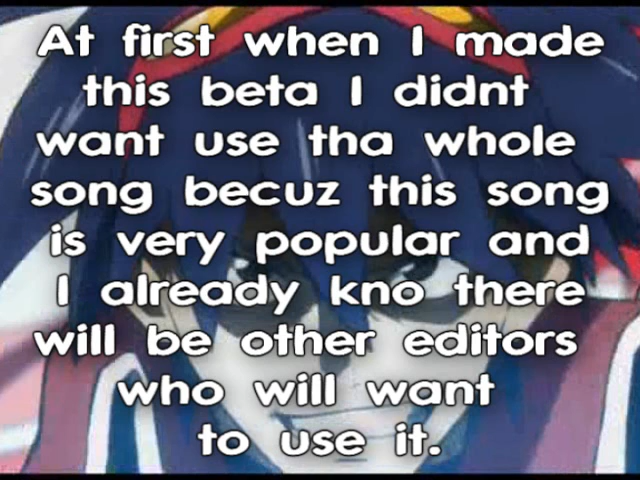 At first when I made
this beta I didnt
want use tha whole
song becuz this song
is very popular and
I already kno there
will be other editors
who will want
to use it.